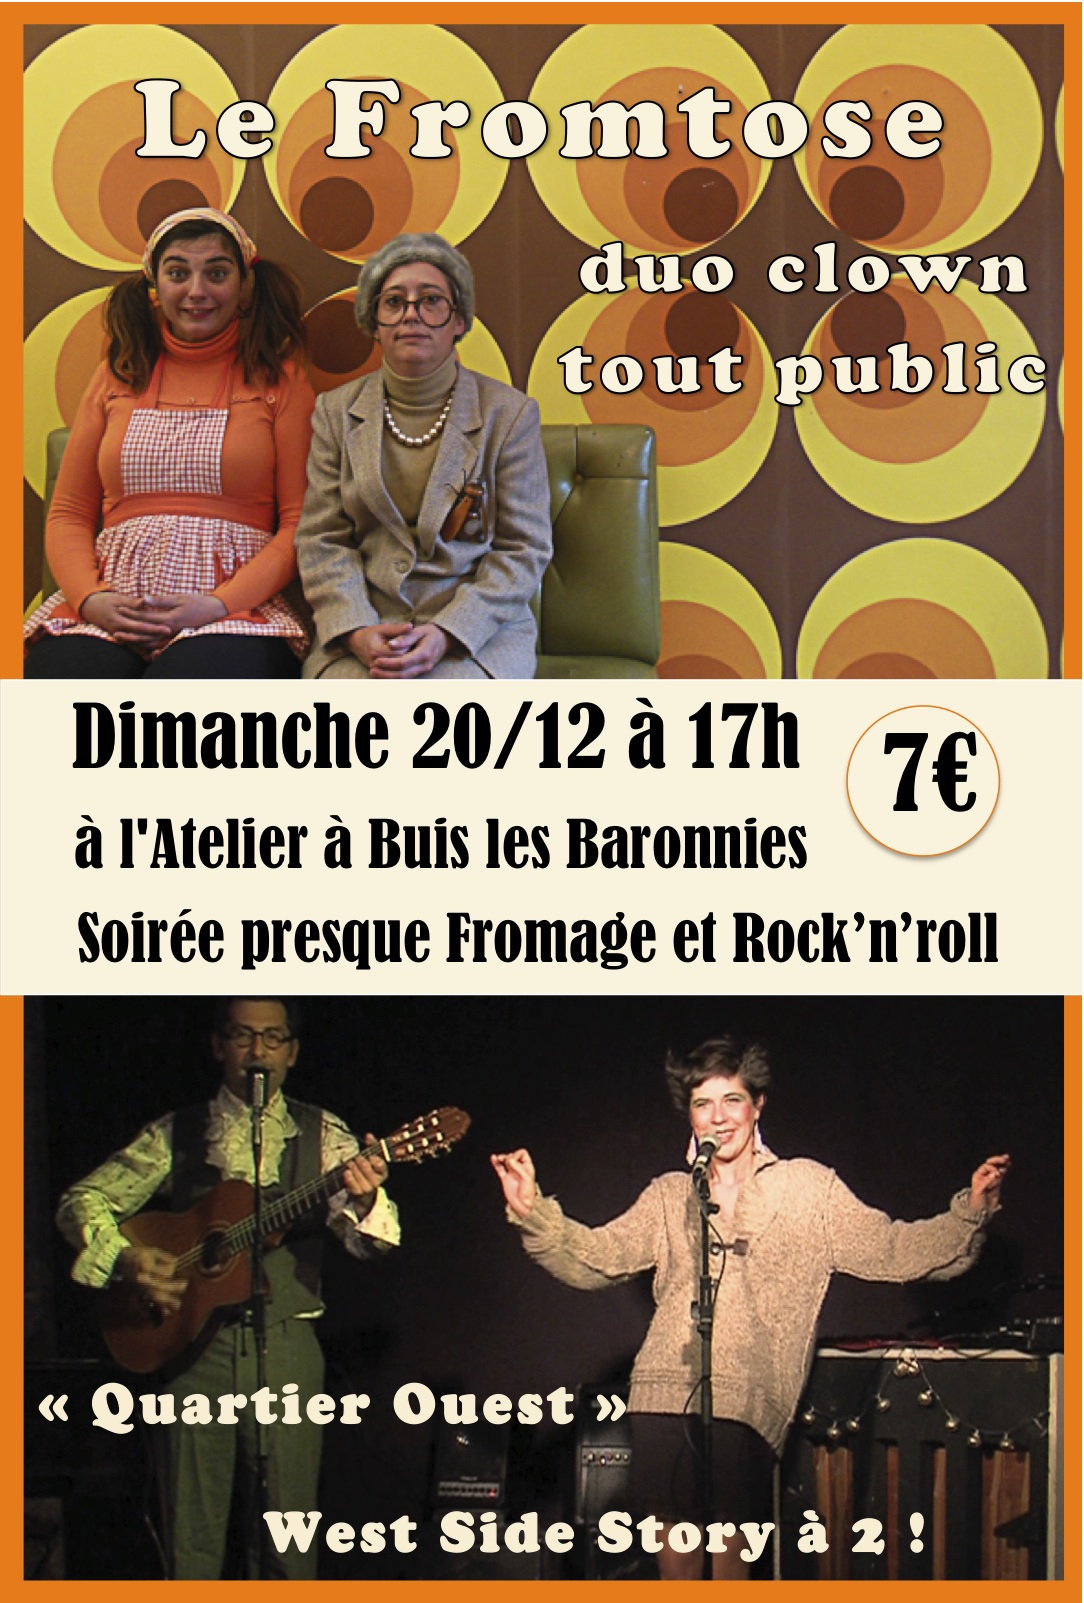 Le Fromtose
duo clown
tout public
Dimanche 20/12 à 17h
7€
à l'Atelier à Buis les Baronnies
Soirée presque Fromage et Rock’n’roll
« Quartier Ouest »
West Side Story à 2 !